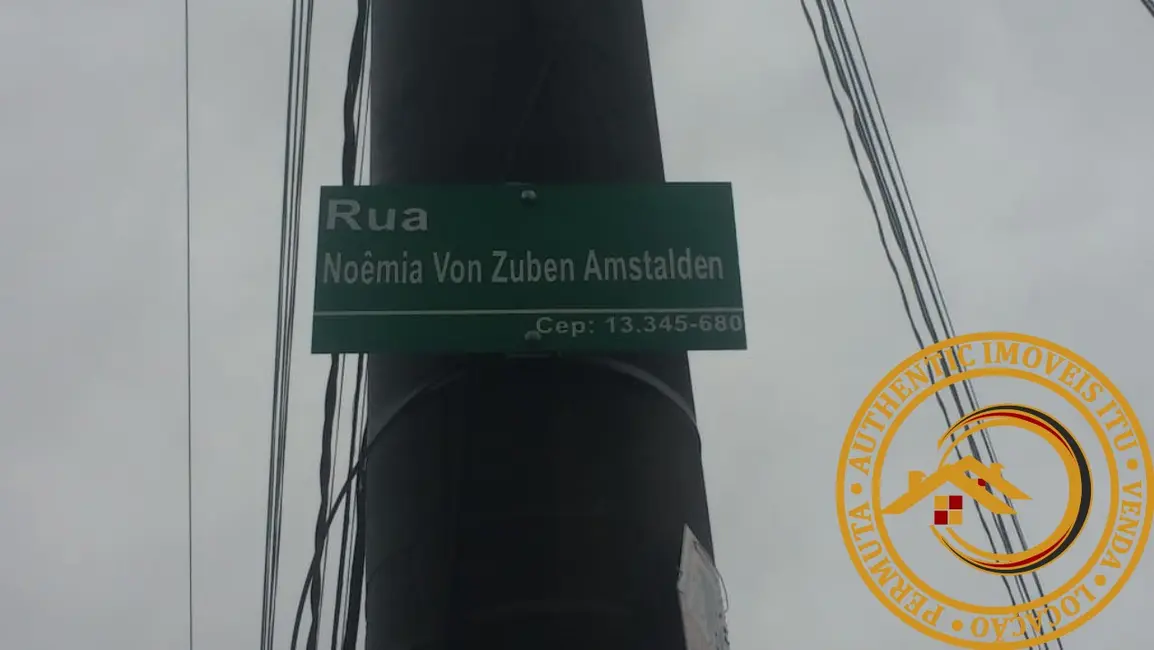 Rua
Noêmia Von Zuben Amstalden
Cep: 13.345-680
AUTHENTIC IMOVEIS ITU • VENDA • LOCAÇÃO • PERMUTA •